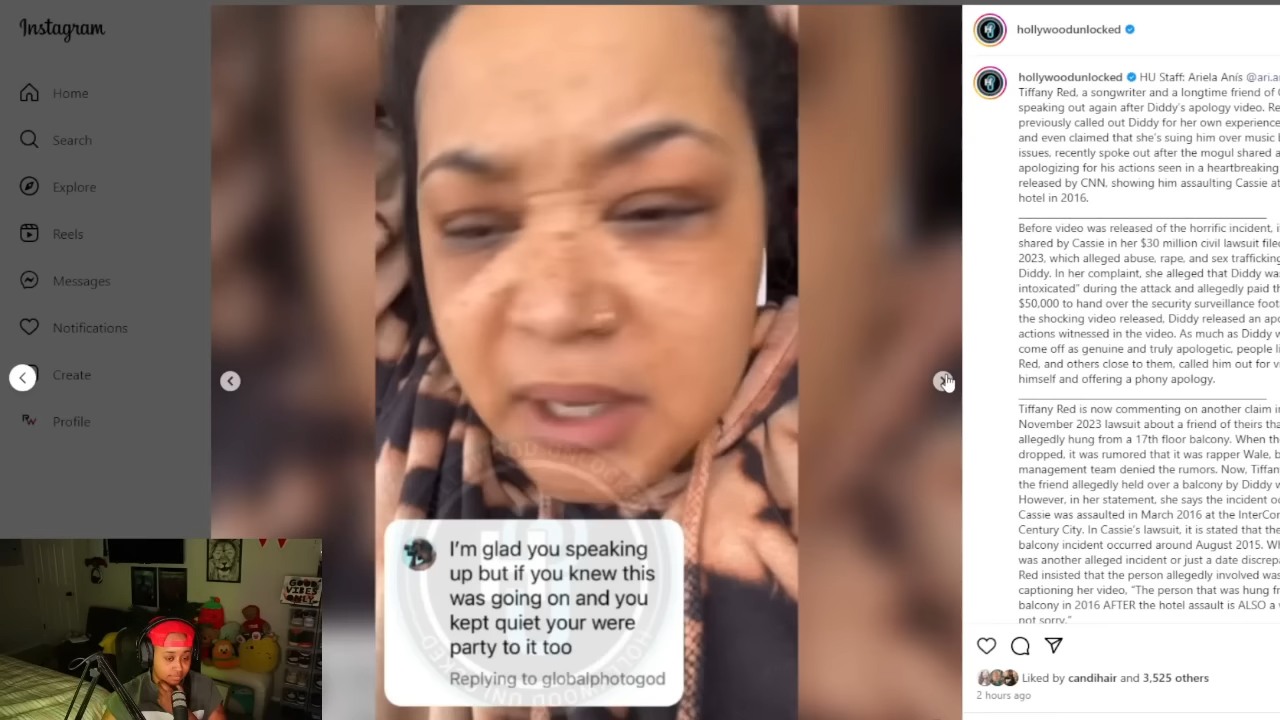 Instagram
Home
Search
Explore
Reels
Messages
Notifications
Create
Profile
I'm glad you speaking
up but if you knew this
was going on and you
kept quiet your were
party to it too
Replying to globalphotogod
GOOD
VIBES
ONLY
hollywoodunlocked
hollywoodunlocked HU Staff: Ariela Anís @ari.an
Tiffany Red, a songwriter and a longtime friend of
speaking out again after Diddy's apology video. Re
previously called out Diddy for her own experience
and even claimed that she's suing him over music
issues, recently spoke out after the mogul shared a
apologizing for his actions seen in a heartbreaking
released by CNN, showing him assaulting Cassie at
hotel in 2016.
Before video was released of the horrific incident, i
shared by Cassie in her $30 million civil lawsuit file
2023, which alleged abuse, rape, and sex trafficking
Diddy. In her complaint, she alleged that Diddy wa
intoxicated" during the attack and allegedly paid th
$50,000 to hand over the security surveillance foot
the shocking video released, Diddy released an apo
actions witnessed in the video. As much as Diddy w
come off as genuine and truly apologetic, people li
Red, and others close to them, called him out for vi
himself and offering a phony apology.
Tiffany Red is now commenting on another claim i
November 2023 lawsuit about a friend of theirs tha
allegedly hung from a 17th floor balcony. When th
dropped, it was rumored that it was rapper Wale, b
management team denied the rumors. Now, Tiffan
the friend allegedly held over a balcony by Diddy w
However, in her statement, she says the incident oc
Cassie was assaulted in March 2016 at the InterCon
Century City. In Cassie's lawsuit, it is stated that the
balcony incident occurred around August 2015. Wh
was another alleged incident or just a date discrepa
Red insisted that the person allegedly involved was
captioning her video, "The person that was hung fr
balcony in 2016 AFTER the hotel assault is ALSO a
not sorry."
Liked by candihair and 3,525 others
2 hours ago